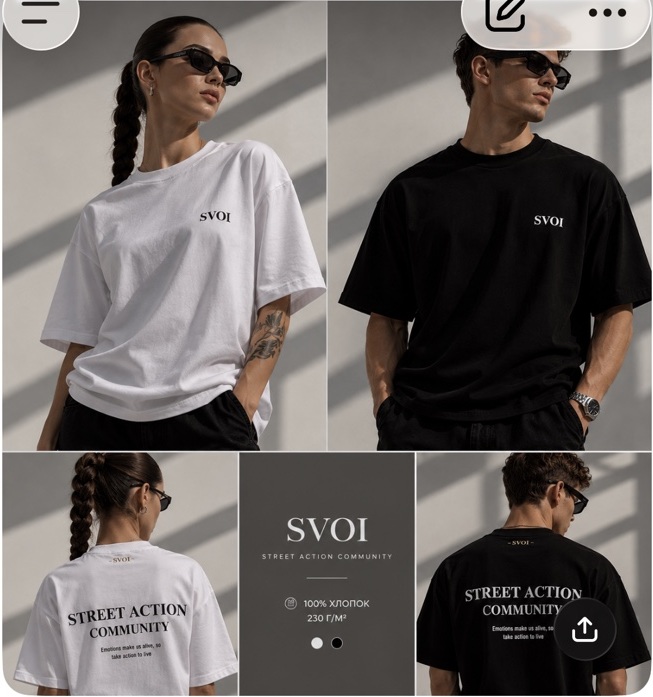 SVOI
SVOI
- SVOI -
STREET ACTION
COMMUNITY
Emotions make us alive, so
take action to live
SVOI
STREET ACTION COMMUNITY
100% ХЛОПОК
230 Г/М²
- SVOI -
STREET ACTION
COMMUNITY
Emotions make us alive, so
take action to live